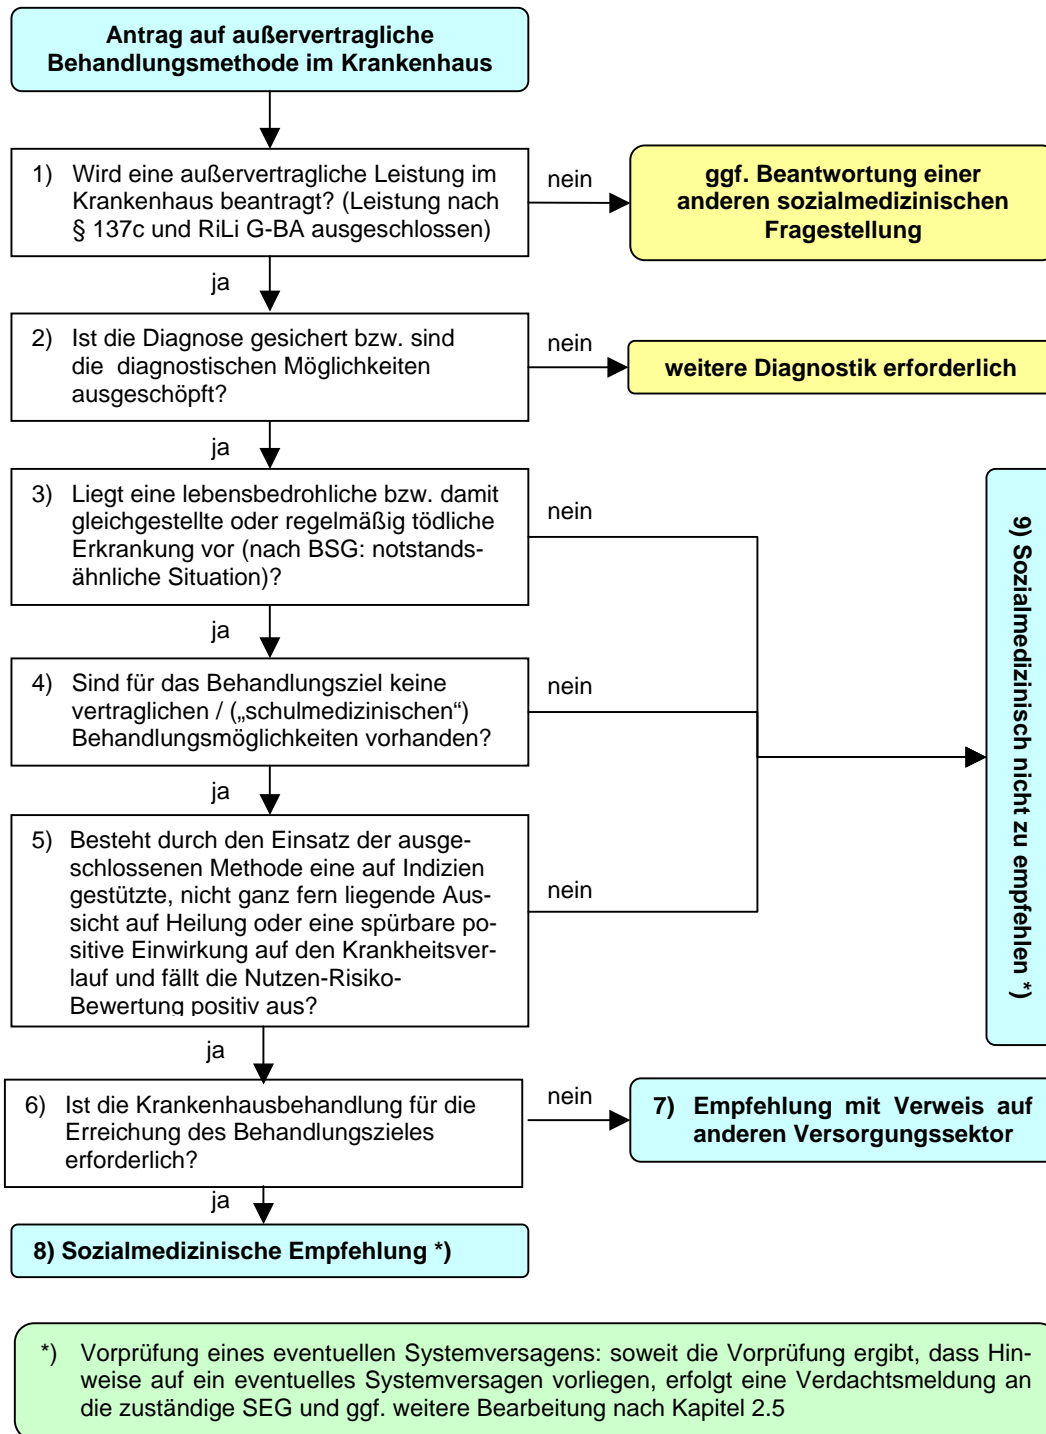 Antrag auf außervertragliche
Behandlungsmethode im Krankenhaus
1) Wird eine außervertragliche Leistung im
Krankenhaus beantragt? (Leistung nach
§ 137c und RiLi G-BA ausgeschlossen)
nein
ggf. Beantwortung einer
anderen sozialmedizinischen
Fragestellung
ja
2) Ist die Diagnose gesichert bzw. sind
die diagnostischen Möglichkeiten
ausgeschöpft?
nein
weitere Diagnostik erforderlich
ja
3) Liegt eine lebensbedrohliche bzw. damit
gleichgestellte oder regelmäßig tödliche
Erkrankung vor (nach BSG: notstands-
ähnliche Situation)?
nein
ja
4) Sind für das Behandlungsziel keine
vertraglichen / („schulmedizinischen“)
Behandlungsmöglichkeiten vorhanden?
nein
ja
5) Besteht durch den Einsatz der ausge-
schlossenen Methode eine auf Indizien
gestützte, nicht ganz fern liegende Aus-
sicht auf Heilung oder eine spürbare po-
sitive Einwirkung auf den Krankheitsver-
lauf und fällt die Nutzen-Risiko-
Bewertung positiv aus?
nein
9) Sozialmedizinisch nicht zu empfehlen *)
ja
6) Ist die Krankenhausbehandlung für die
Erreichung des Behandlungszieles
erforderlich?
nein
7) Empfehlung mit Verweis auf
anderen Versorgungssektor
ja
8) Sozialmedizinische Empfehlung *)
*) Vorprüfung eines eventuellen Systemversagens: soweit die Vorprüfung ergibt, dass Hin-
weise auf ein eventuelles Systemversagen vorliegen, erfolgt eine Verdachtsmeldung an
die zuständige SEG und ggf. weitere Bearbeitung nach Kapitel 2.5